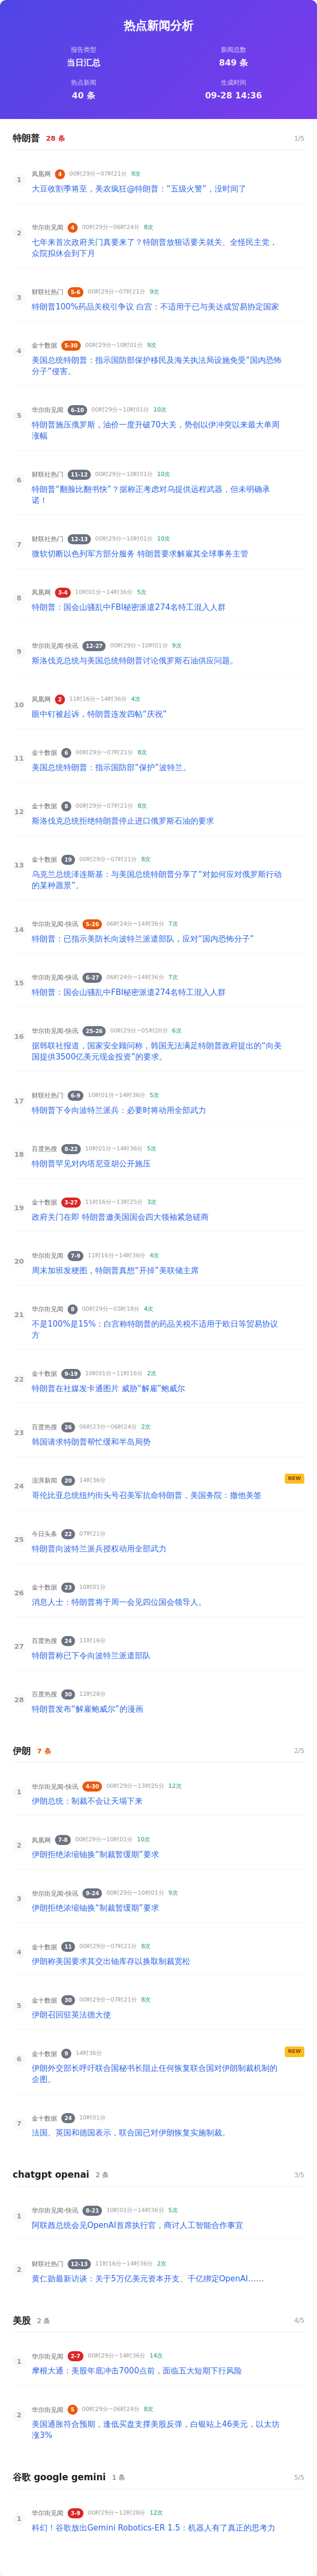 热点新闻分析
报告类型
当日汇总
新闻总数
849 条
热点新闻
40 条
生成时间
09-28 14:36
特朗普 28 条 1/5
1 凤凰网 4 00时29分~07时21分 9次
大豆收割季将至，美农疯狂@特朗普：“五级火警”，没时间了
2 华尔街见闻 4 00时29分~06时24分 8次
七年来首次政府关门真要来了？特朗普放狠话要关就关、全怪民主党，
众院拟休会到下月
3 财联社热门 5-6 00时29分~07时21分 9次
特朗普100%药品关税引争议 白宫：不适用于已与美达成贸易协定国家
4 金十数据 5-30 00时29分~10时01分 9次
美国总统特朗普：指示国防部保护移民及海关执法局设施免受“国内恐怖
分子”侵害。
5 华尔街见闻 6-10 00时29分~10时01分 10次
特朗普施压俄罗斯，油价一度升破70大关，势创以伊冲突以来最大单周
涨幅
6 财联社热门 11-12 00时29分~10时01分 10次
特朗普“翻脸比翻书快”？据称正考虑对乌提供远程武器，但未明确承
诺！
7 财联社热门 12-13 00时29分~10时01分 10次
微软切断以色列军方部分服务 特朗普要求解雇其全球事务主管
8 凤凰网 3-4 10时01分~14时36分 5次
特朗普：国会山骚乱中FBI秘密派遣274名特工混入人群
9 华尔街见闻-快讯 12-27 00时29分~10时01分 9次
斯洛伐克总统与美国总统特朗普讨论俄罗斯石油供应问题。
10 凤凰网 2 11时16分~14时36分 4次
眼中钉被起诉，特朗普连发四帖“庆祝”
11 金十数据 6 00时29分~07时21分 8次
美国总统特朗普：指示国防部“保护”波特兰。
12 金十数据 8 00时29分~07时21分 8次
斯洛伐克总统拒绝特朗普停止进口俄罗斯石油的要求
13 金十数据 19 00时29分~07时21分 8次
乌克兰总统泽连斯基：与美国总统特朗普分享了“对如何应对俄罗斯行动
的某种愿景”。
14 华尔街见闻-快讯 5-26 06时24分~14时36分 7次
特朗普：已指示美防长向波特兰派遣部队，应对“国内恐怖分子”
15 华尔街见闻-快讯 6-27 06时24分~14时36分 7次
特朗普：国会山骚乱中FBI秘密派遣274名特工混入人群
16 华尔街见闻-快讯 25-26 00时29分~05时20分 6次
据韩联社报道，国家安全顾问称，韩国无法满足特朗普政府提出的“向美
国提供3500亿美元现金投资”的要求。
17 财联社热门 6-9 10时01分~14时36分 5次
特朗普下令向波特兰派兵：必要时将动用全部武力
18 百度热搜 8-22 10时01分~14时36分 5次
特朗普罕见对内塔尼亚胡公开施压
19 金十数据 3-27 11时16分~13时25分 3次
政府关门在即 特朗普邀美国国会四大领袖紧急磋商
20 华尔街见闻 7-9 11时16分~14时36分 4次
周末加班发梗图，特朗普真想“开掉”美联储主席
21 华尔街见闻 8 00时29分~03时18分 4次
不是100%是15%：白宫称特朗普的药品关税不适用于欧日等贸易协议
方
22 金十数据 9-19 10时01分~11时16分 2次
特朗普在社媒发卡通图片 威胁“解雇”鲍威尔
23 百度热搜 26 06时23分~06时24分 2次
韩国请求特朗普帮忙缓和半岛局势
24 澎湃新闻 20 14时36分 NEW
哥伦比亚总统纽约街头号召美军抗命特朗普，美国务院：撤他美签
25 今日头条 22 07时21分
特朗普向波特兰派兵授权动用全部武力
26 金十数据 23 10时01分
消息人士：特朗普将于周一会见四位国会领导人。
27 百度热搜 24 11时16分
特朗普称已下令向波特兰派遣部队
28 百度热搜 30 12时28分
特朗普发布“解雇鲍威尔”的漫画
伊朗 7 条 2/5
1 华尔街见闻-快讯 4-30 00时29分~13时25分 12次
伊朗总统：制裁不会让天塌下来
2 凤凰网 7-8 00时29分~10时01分 10次
伊朗拒绝浓缩铀换“制裁暂缓期”要求
3 华尔街见闻-快讯 9-24 00时29分~10时01分 9次
伊朗拒绝浓缩铀换“制裁暂缓期”要求
4 金十数据 11 00时29分~07时21分 8次
伊朗称美国要求其交出铀库存以换取制裁宽松
5 金十数据 30 00时29分~07时21分 8次
伊朗召回驻英法德大使
6 金十数据 9 14时36分 NEW
伊朗外交部长呼吁联合国秘书长阻止任何恢复联合国对伊朗制裁机制的
企图。
7 金十数据 24 10时01分
法国、英国和德国表示，联合国已对伊朗恢复实施制裁。
chatgpt openai 2 条 3/5
1 华尔街见闻-快讯 8-21 10时01分~14时36分 5次
阿联酋总统会见OpenAI首席执行官，商讨人工智能合作事宜
2 财联社热门 12-13 11时16分~14时36分 2次
黄仁勋最新访谈：关于5万亿美元资本开支、千亿绑定OpenAI……
美股 2 条 4/5
1 华尔街见闻 2-7 00时29分~14时36分 14次
摩根大通：美股年底冲击7000点前，面临五大短期下行风险
2 华尔街见闻 5 00时29分~06时24分 8次
美国通胀符合预期，逢低买盘支撑美股反弹，白银站上46美元，以太坊
涨3%
谷歌 google gemini 1 条 5/5
1 华尔街见闻 3-9 00时29分~12时28分 12次
科幻！谷歌放出Gemini Robotics-ER 1.5：机器人有了真正的思考力